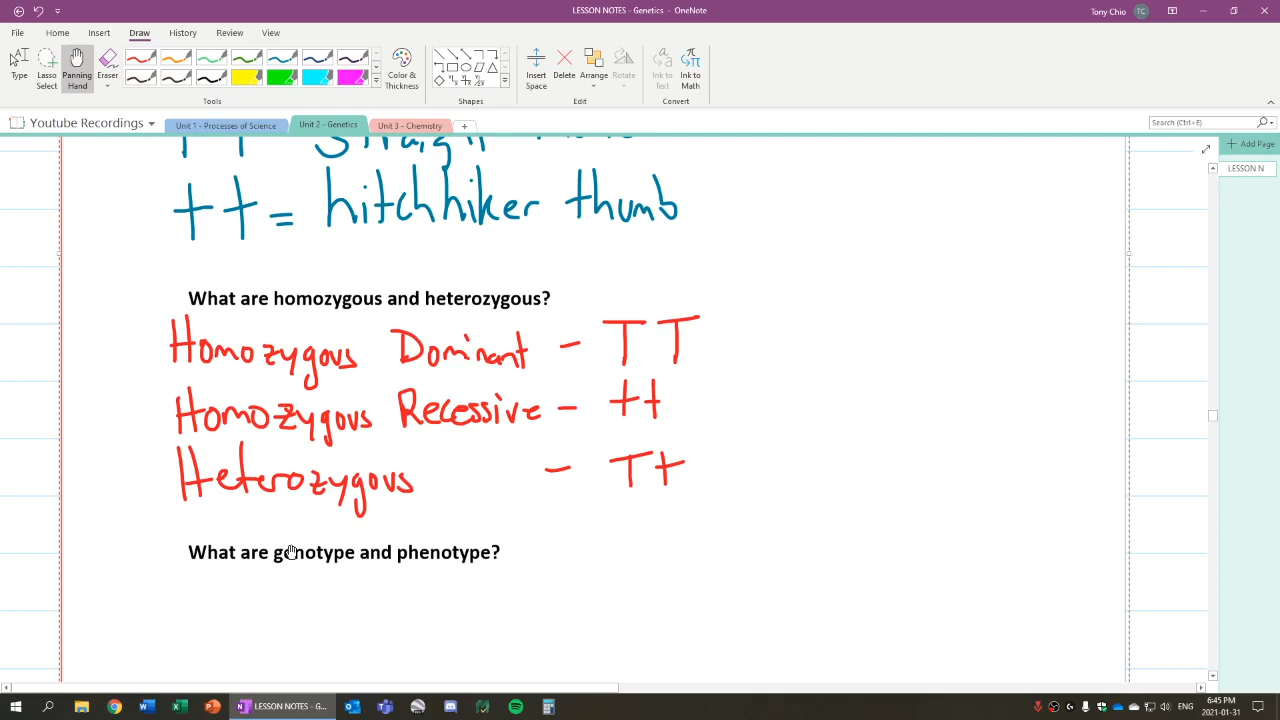 LESSON NOTES - Genetics - OneNote
Tony Chio TC
File Home Insert Draw History Review View
Type
Lasso Select
Panning Hand
Eraser
Color & Thickness
Insert Space
Delete
Arrange
Rotate
Ink to Text
Ink to Math
Tools
Shapes
Edit
Convert
Youtube Recordings
Unit 1 - Processes of Science
Unit 2 - Genetics
Unit 3 - Chemistry
Search (Ctrl+E)
Add Page
LESSON N
tt = hitchhiker thumb
What are homozygous and heterozygous?
Homozygous Dominant - TT
Homozygous Recessive - tt
Heterozygous - Tt
What are genotype and phenotype?
LESSON NOTES - G...
6:45 PM
2021-01-31